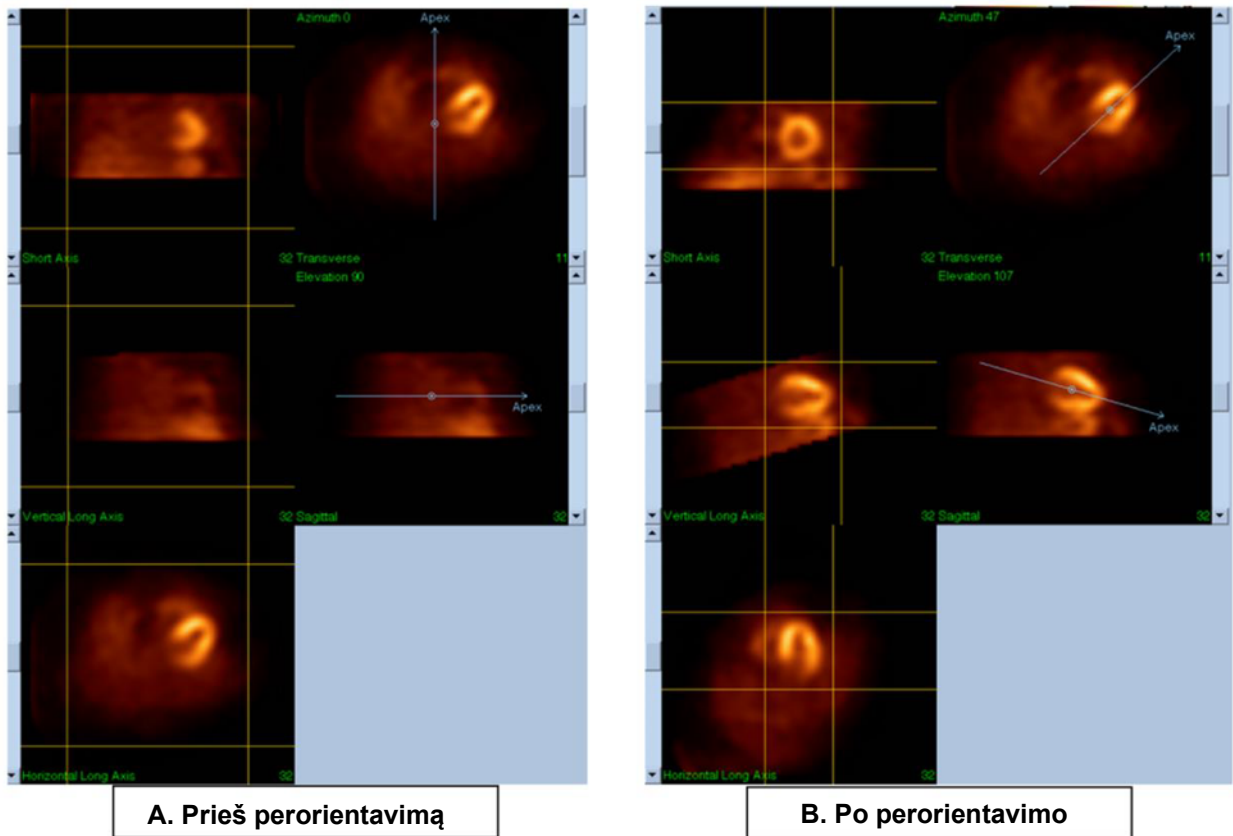 Azimuth 0
Apex
Short Axis
32
Transverse
11
Elevation 90
Apex
Vertical Long Axis
32
Sagittal
32
Horizontal Long Axis
32
A. Prieš perorientavimą
Azimuth 47
Apex
Short Axis
32
Transverse
11
Elevation 107
Apex
Vertical Long Axis
32
Sagittal
32
Horizontal Long Axis
32
B. Po perorientavimo